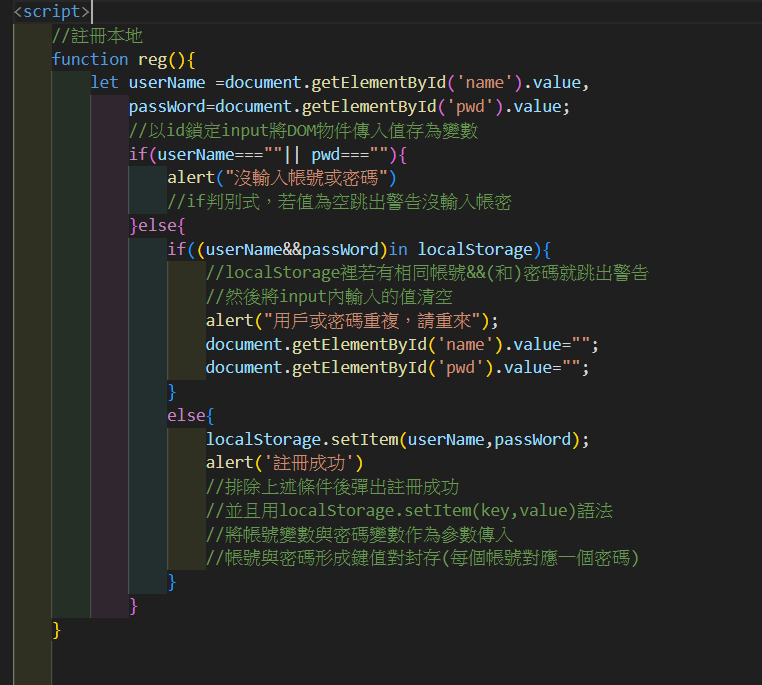 <script>
//註冊本地
function reg(){
let userName =document.getElementById('name').value,
passWord=document.getElementById('pwd').value;
//以id鎖定input將DOM物件傳入值存為變數
if(userName===""|| pwd===""){
alert("沒輸入帳號或密碼")
//if判別式，若值為空跳出警告沒輸入帳密
}else{
if((userName&&passWord)in localStorage){
//localStorage裡若有相同帳號&&(和)密碼就跳出警告
//然後將input內輸入的值清空
alert("用戶或密碼重複，請重來");
document.getElementById('name').value="";
document.getElementById('pwd').value="";
}
else{
localStorage.setItem(userName,passWord);
alert('註冊成功')
//排除上述條件後彈出註冊成功
//並且用localStorage.setItem(key,value)語法
//將帳號變數與密碼變數作為參數傳入
//帳號與密碼形成鍵值對封存(每個帳號對應一個密碼)
}
}
}